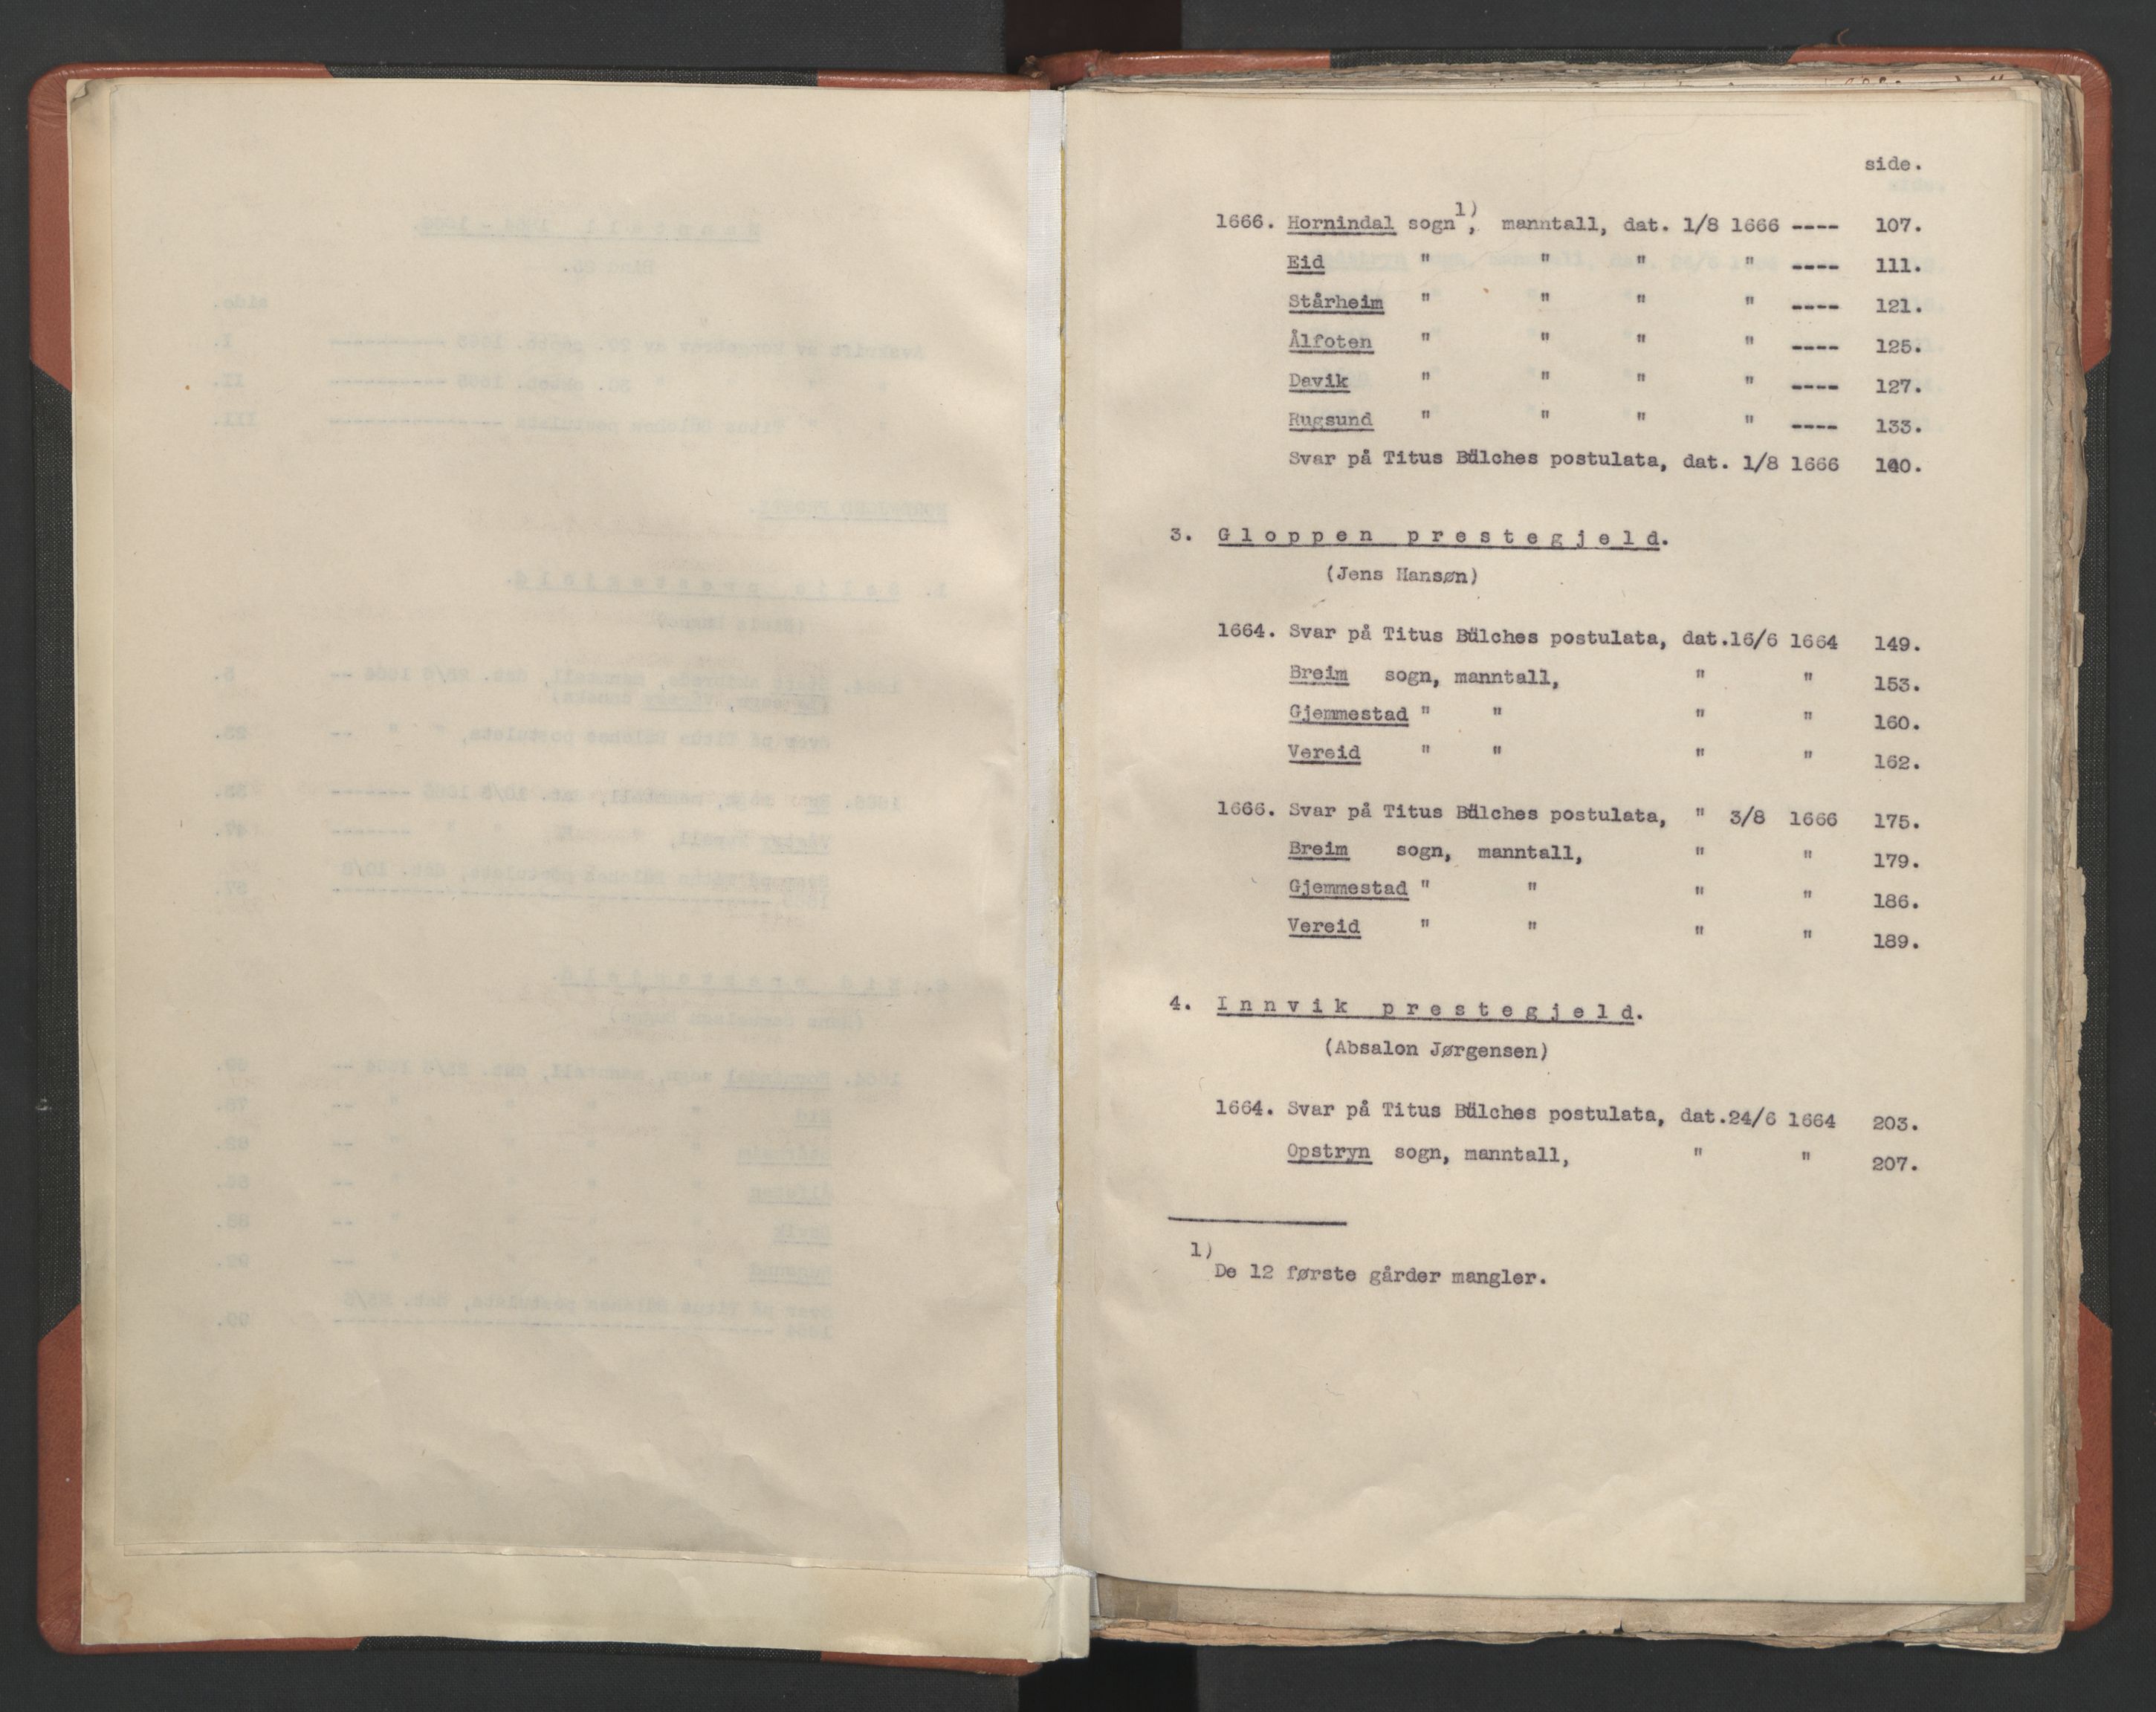 side.
1666. Hornindal sogn1), manntall, dat. 1/8 1666 ---- 107.
Eid " " " " ---- 111.
Stårheim " " " " ---- 121.
Ålfoten " " " " ---- 125.
Davik " " " " ---- 127.
Rugsund " " " " ---- 133.
Svar på Titus Bülches postulata, dat. 1/8 1666 140.
3. Gloppen prestegjeld.
(Jens Hansøn)
1664. Svar på Titus Bülches postulata, dat.16/6 1664 149.
Breim sogn, manntall, " " 153.
Gjemmestad " " " " 160.
Vereid " " " " 162.
1666. Svar på Titus Bülches postulata, " 3/8 1666 175.
Breim sogn, manntall, " " 179.
Gjemmestad " " " " 186.
Vereid " " " " 189.
4. Innvik prestegjeld.
(Absalon Jørgensen)
1664. Svar på Titus Bülches postulata, dat.24/6 1664 203.
Opstryn sogn, manntall, " " 207.
1)
De 12 første gårder mangler.